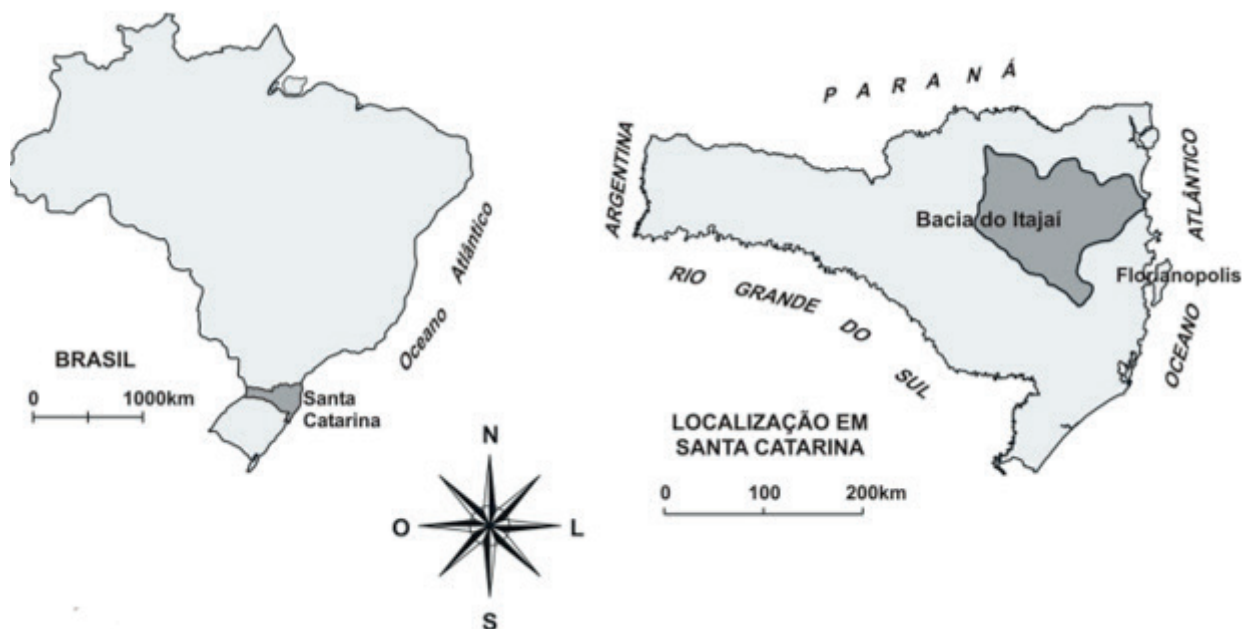 Oceano Atlântico
BRASIL
0 1000km
Santa
Catarina
N
O L
S
P A R A N Á
ARGENTINA
Bacia do Itajaí
Florianopolis
OCEANO ATLÂNTICO
RIO GRANDE DO SUL
LOCALIZAÇÃO EM
SANTA CATARINA
0 100 200km